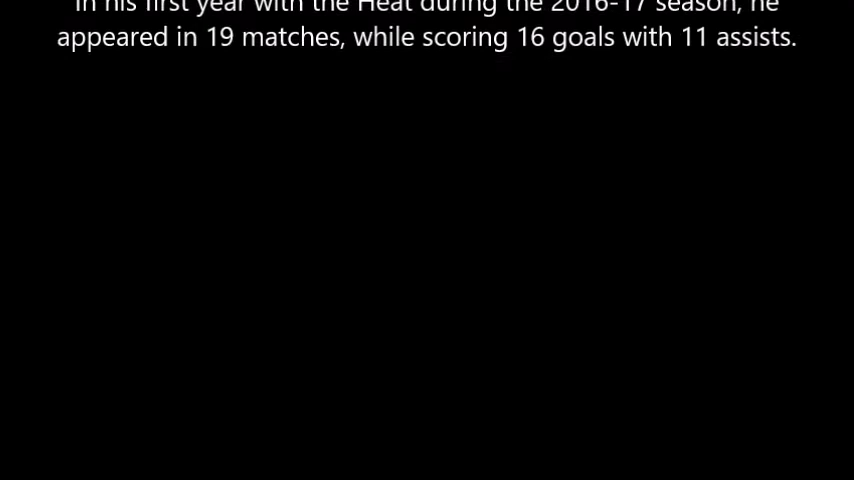 In his first year with the Heat during the 2016-17 season, he
appeared in 19 matches, while scoring 16 goals with 11 assists.